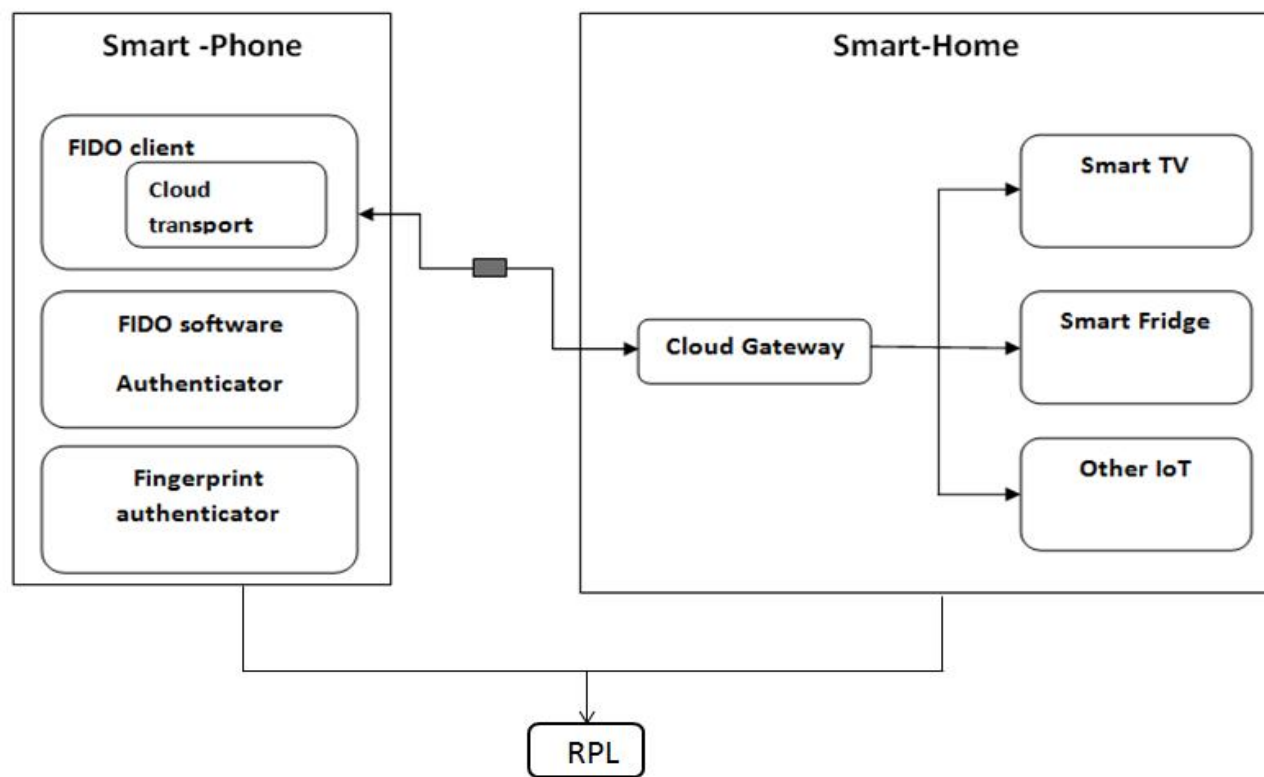 Smart -Phone
FIDO client
Cloud
transport
FIDO software
Authenticator
Fingerprint
authenticator
Smart-Home
Cloud Gateway
Smart TV
Smart Fridge
Other IoT
RPL